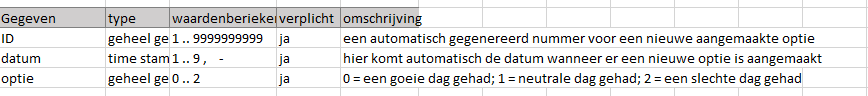 Gegeven type waardenberieken verplicht omschrijving
ID geheel ge 1 .. 9999999999 ja een automatisch gegenereerd nummer voor een nieuwe aangemaakte optie
datum time stam 1 .. 9 , - ja hier komt automatisch de datum wanneer er een nieuwe optie is aangemaakt
optie geheel ge 0 .. 2 ja 0 = een goeie dag gehad; 1 = neutrale dag gehad; 2 = een slechte dag gehad